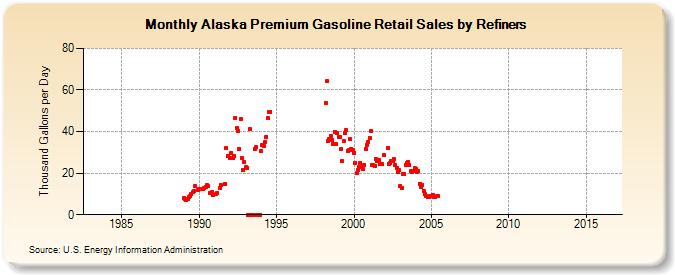 Monthly Alaska Premium Gasoline Retail Sales by Refiners
Thousand Gallons per Day
80
60
40
20
0
1985 1990 1995 2000 2005 2010 2015
Source: U.S. Energy Information Administration